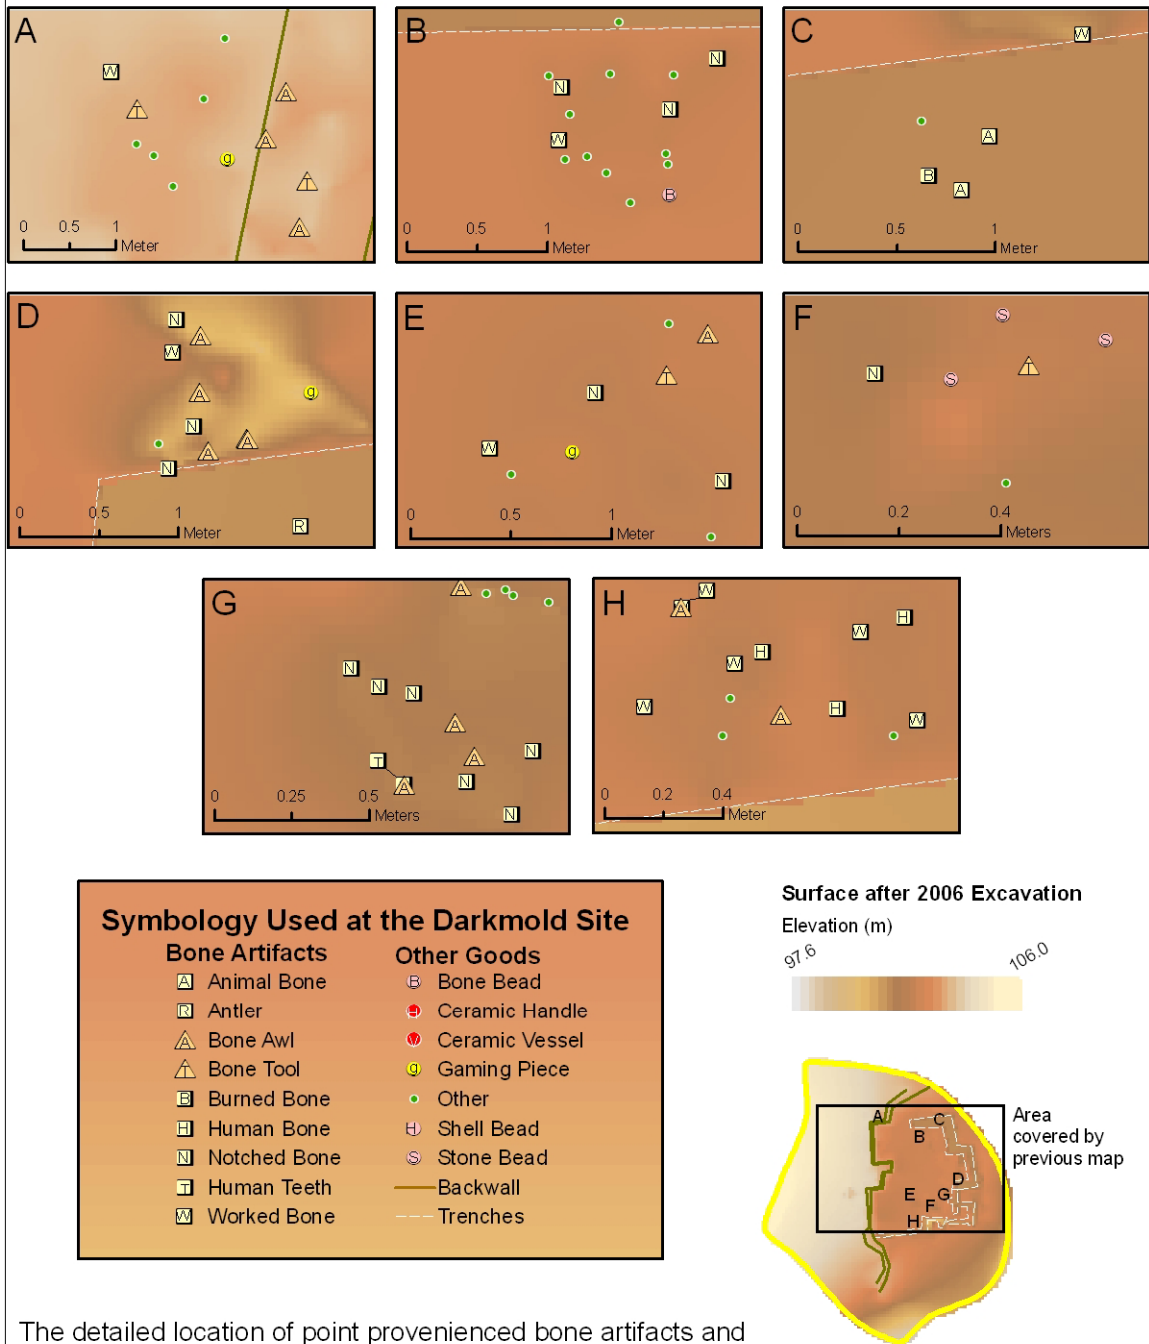 A
W
T
A
A
g
T
A
0 0.5 1
Meter
B
N
N
N
W
B
0 0.5 1
Meter
C
W
A
B
A
0 0.5 1
Meter
D
N
A
W
A
g
N
A
A
N
R
0 0.5 1
Meter
E
A
T
N
W
g
N
0 0.5 1
Meter
F
S
S
N
S
T
0 0.2 0.4
Meters
G
A
N
N
N
A
N
A
T
N
A
N
0 0.25 0.5
Meters
H
W
A
H
W
H
W
W
A
H
W
0 0.2 0.4
Meter
Symbology Used at the Darkmold Site
Bone Artifacts
A Animal Bone
R Antler
A Bone Awl
T Bone Tool
B Burned Bone
H Human Bone
N Notched Bone
T Human Teeth
W Worked Bone
Other Goods
B Bone Bead
H Ceramic Handle
V Ceramic Vessel
g Gaming Piece
Other
H Shell Bead
S Stone Bead
Backwall
Trenches
Surface after 2006 Excavation
Elevation (m)
97.6 106.0
A
C
B
D
E
G
F
H
Area
covered by
previous map
The detailed location of point provenienced bone artifacts and